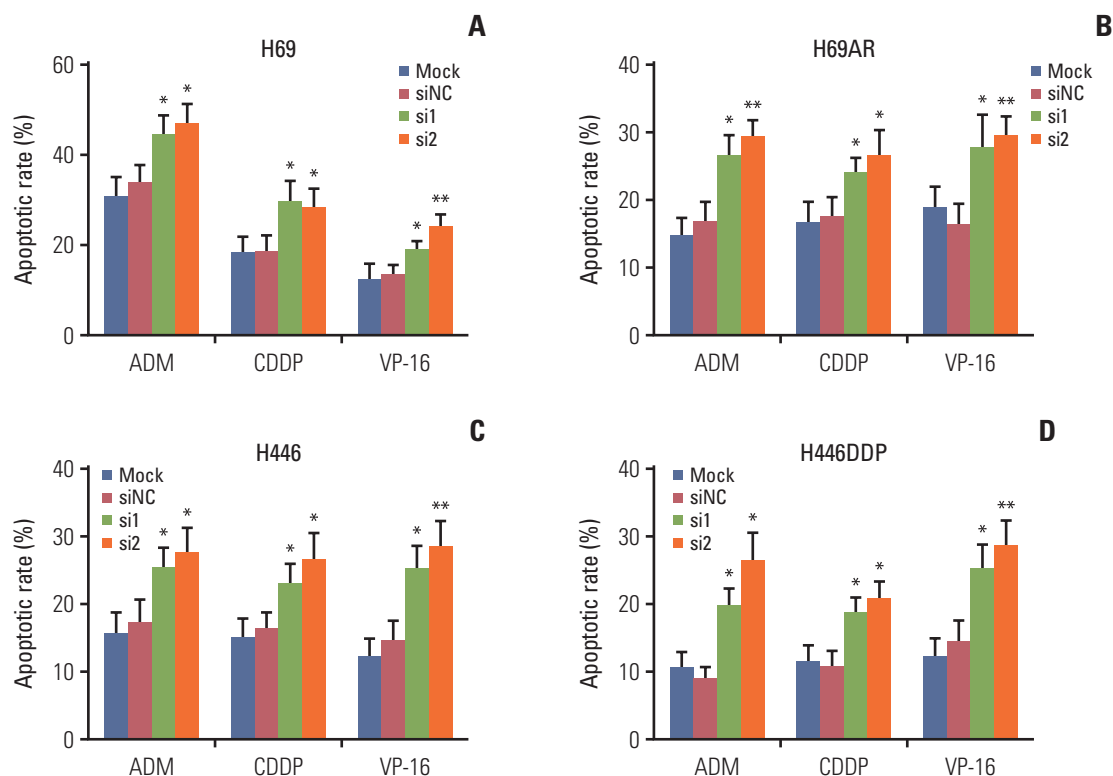 A
H69
Apoptotic rate (%)
60
40
20
0
Mock
siNC
si1
si2
* *
* *
* **
ADM CDDP VP-16
B
H69AR
Apoptotic rate (%)
40
30
20
10
0
Mock
siNC
si1
si2
* **
* *
* **
ADM CDDP VP-16
C
H446
Apoptotic rate (%)
40
30
20
10
0
Mock
siNC
si1
si2
* *
* *
* **
ADM CDDP VP-16
D
H446DDP
Apoptotic rate (%)
40
30
20
10
0
Mock
siNC
si1
si2
* *
* *
* **
ADM CDDP VP-16